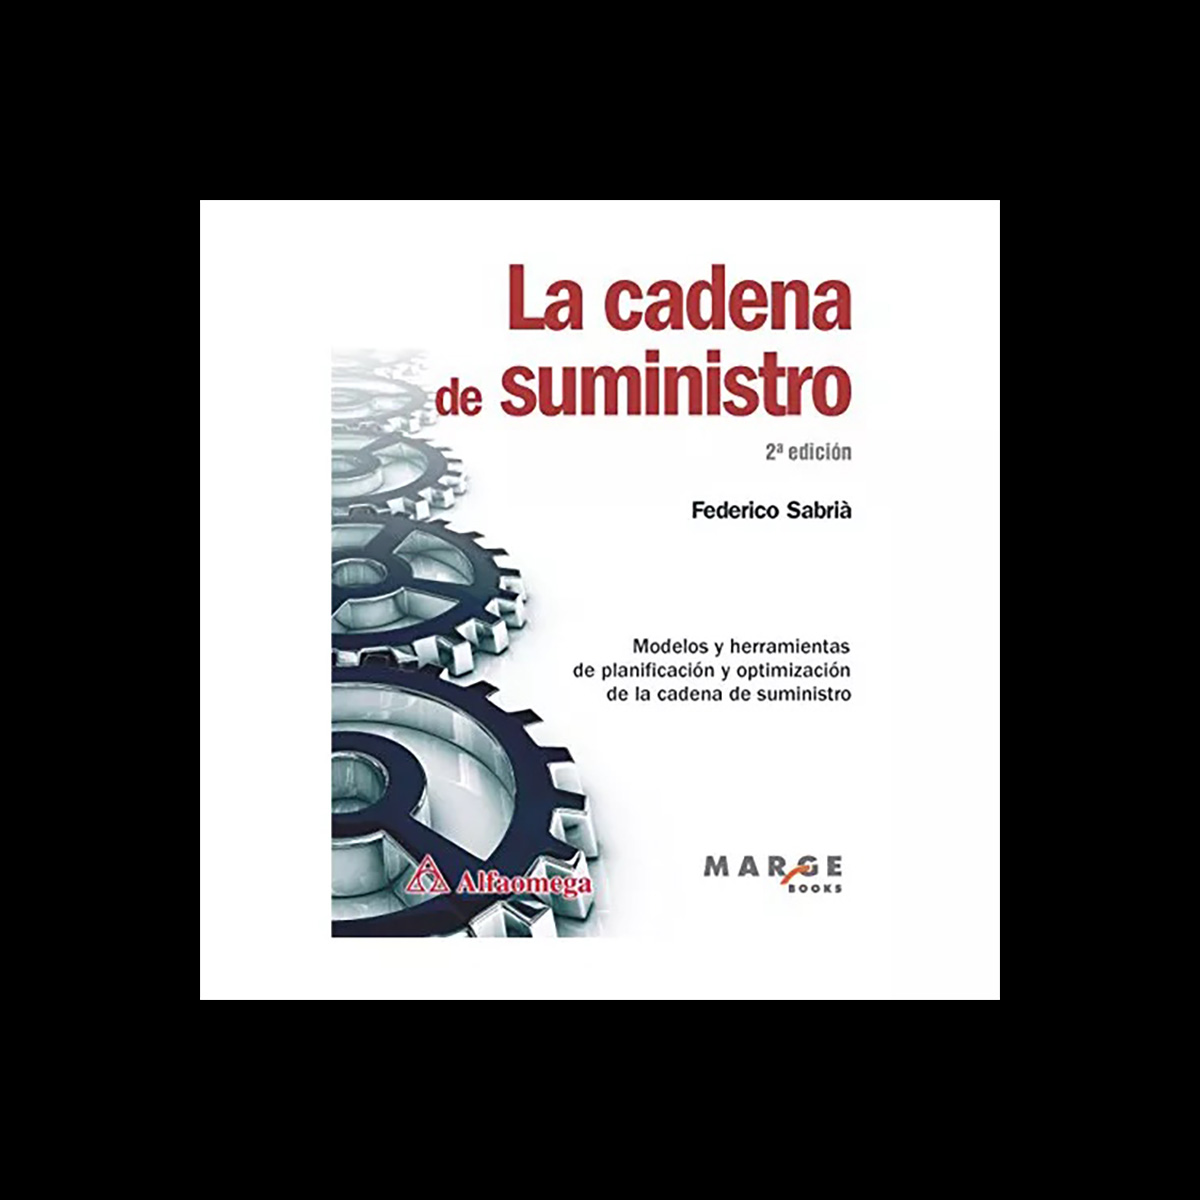 La cadena
de suministro
2ª edición
Federico Sabrià
Modelos y herramientas
de planificación y optimización
de la cadena de suministro
Alfaomega
MARGE
BOOKS